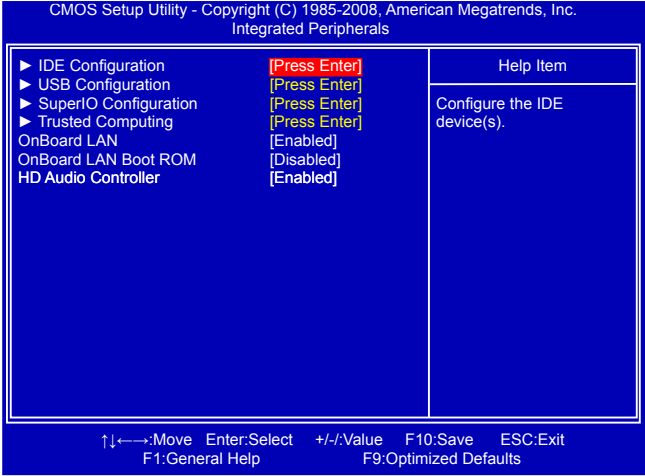 CMOS Setup Utility - Copyright (C) 1985-2008, American Megatrends, Inc.
Integrated Peripherals
► IDE Configuration [Press Enter]
► USB Configuration [Press Enter]
► SuperIO Configuration [Press Enter]
► Trusted Computing [Press Enter]
OnBoard LAN [Enabled]
OnBoard LAN Boot ROM [Disabled]
HD Audio Controller [Enabled]
Help Item
Configure the IDE
device(s).
↑↓←→:Move Enter:Select +/-/:Value F10:Save ESC:Exit
F1:General Help F9:Optimized Defaults